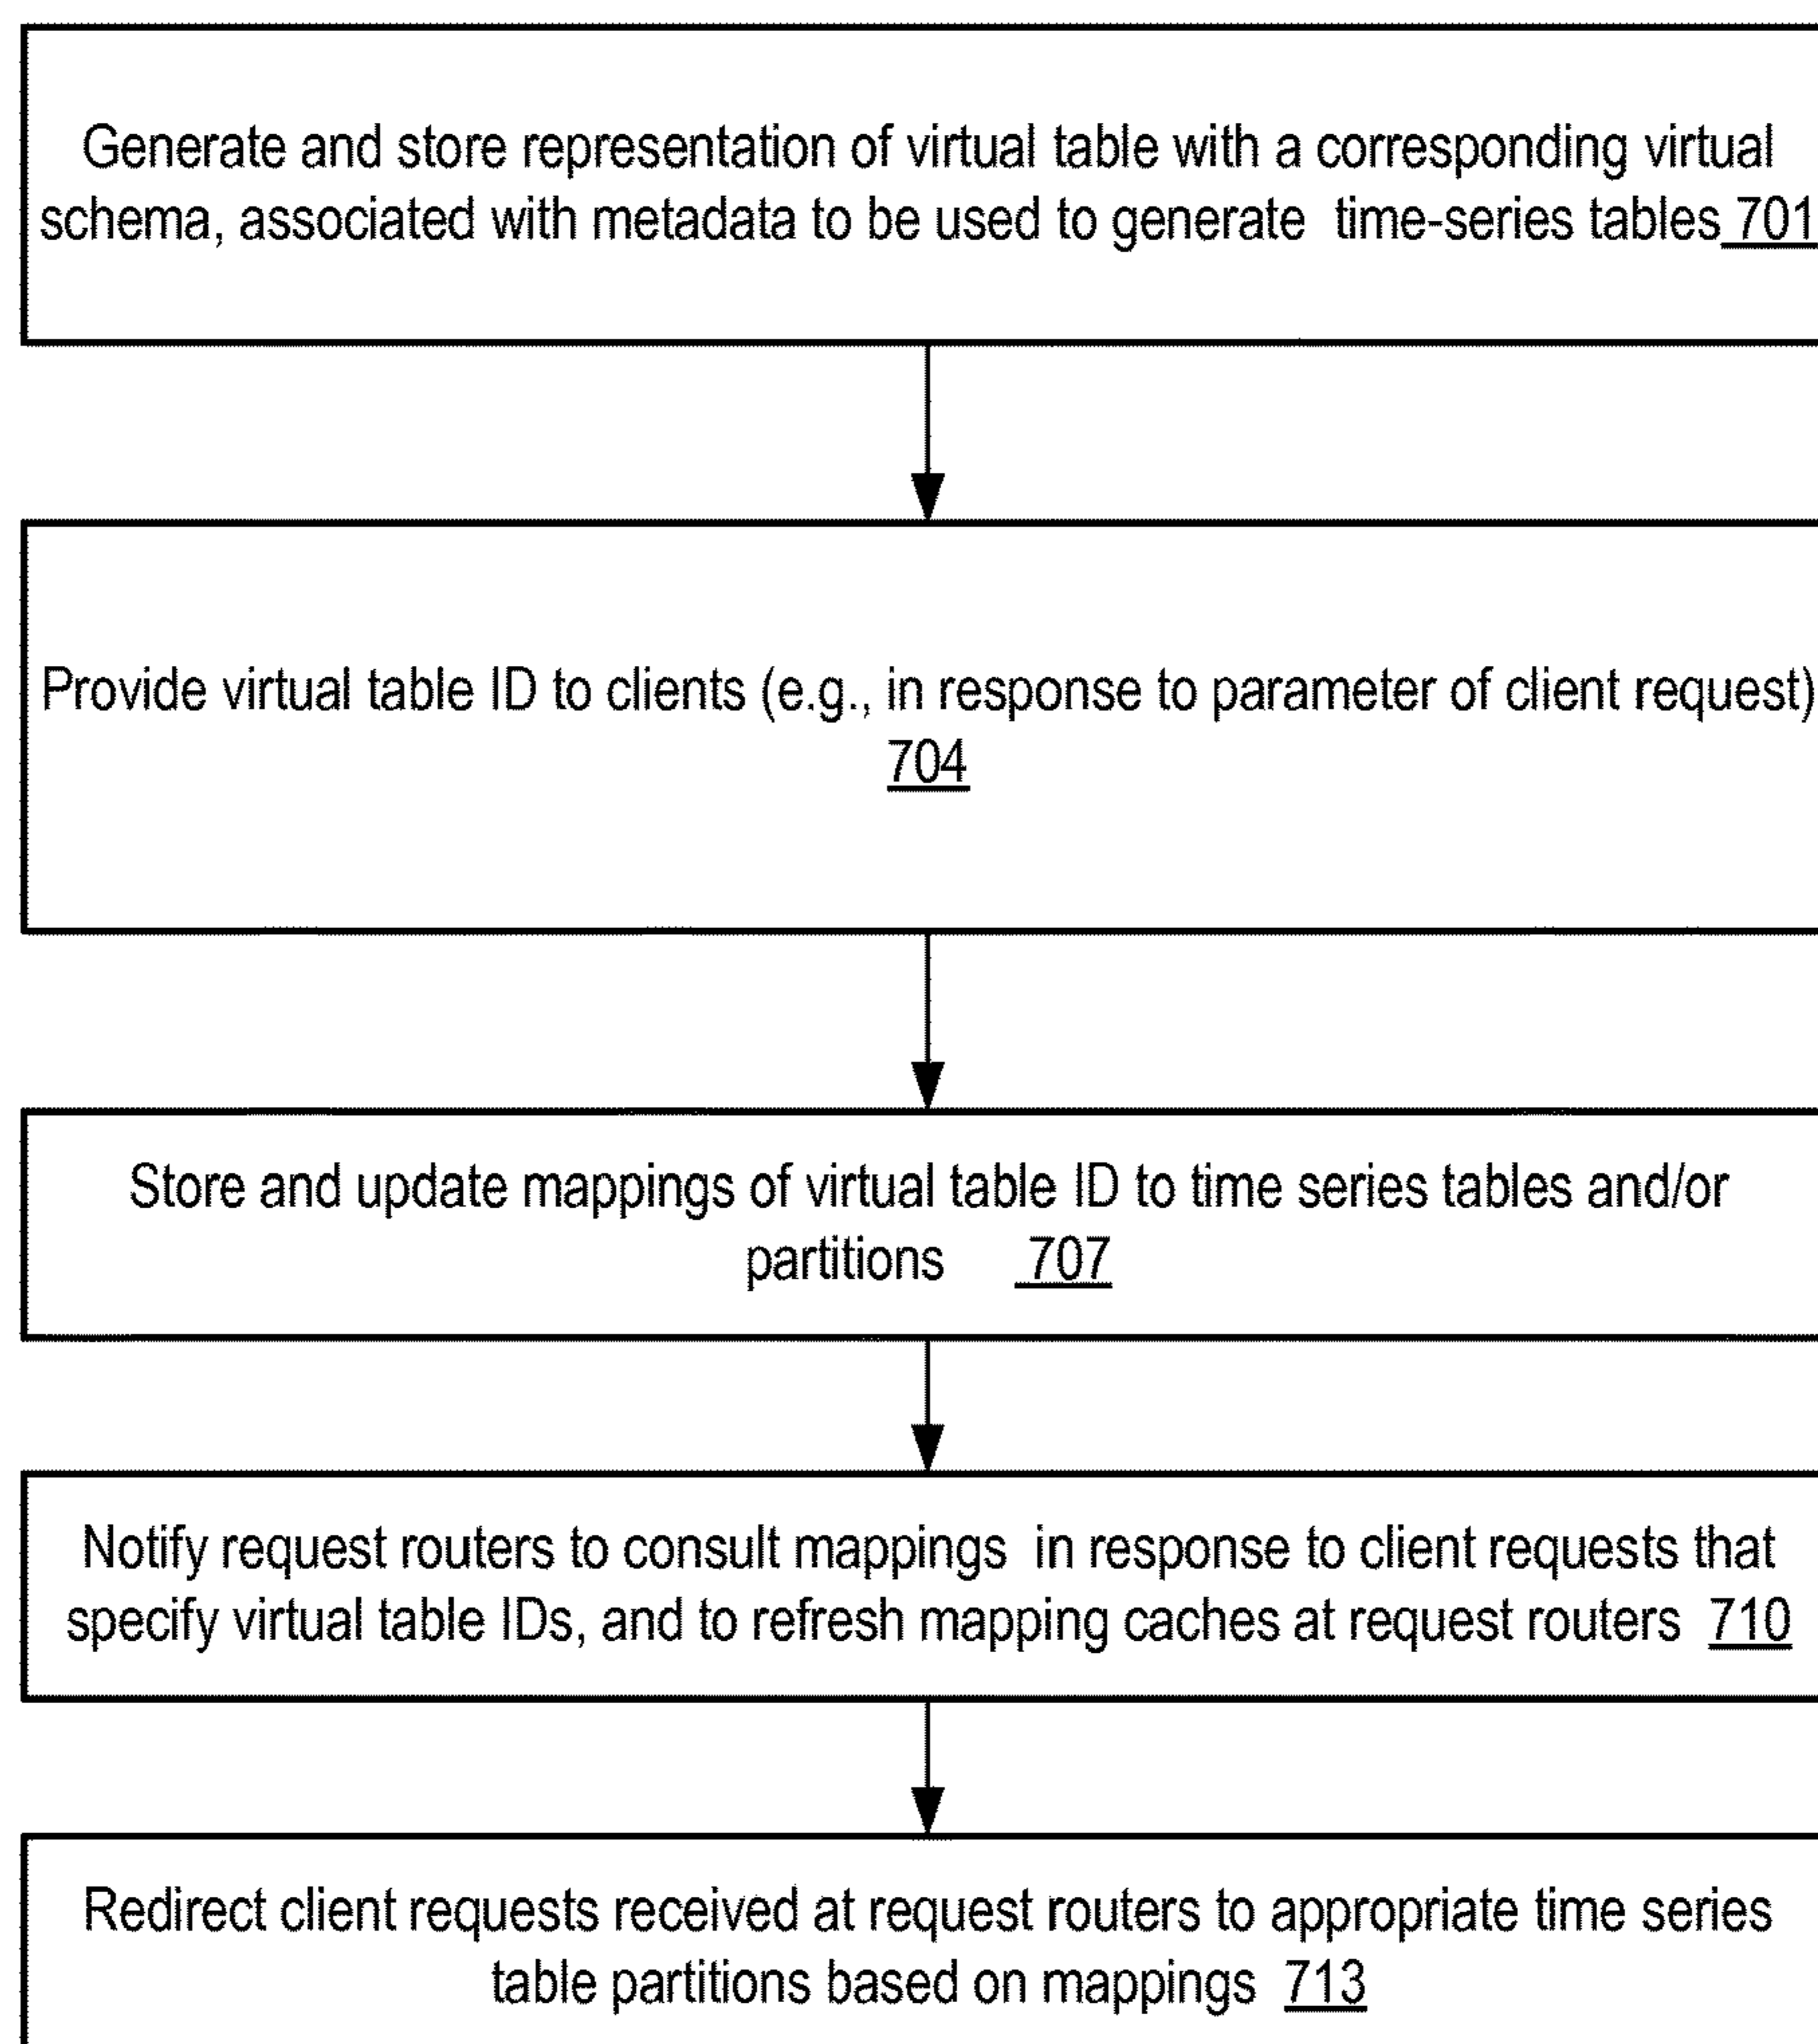 Generate and store representation of virtual table with a corresponding virtual
schema, associated with metadata to be used to generate time-series tables 701
Provide virtual table ID to clients (e.g., in response to parameter of client request)
704
Store and update mappings of virtual table ID to time series tables and/or
partitions 707
Notify request routers to consult mappings in response to client requests that
specify virtual table IDs, and to refresh mapping caches at request routers 710
Redirect client requests received at request routers to appropriate time series
table partitions based on mappings 713